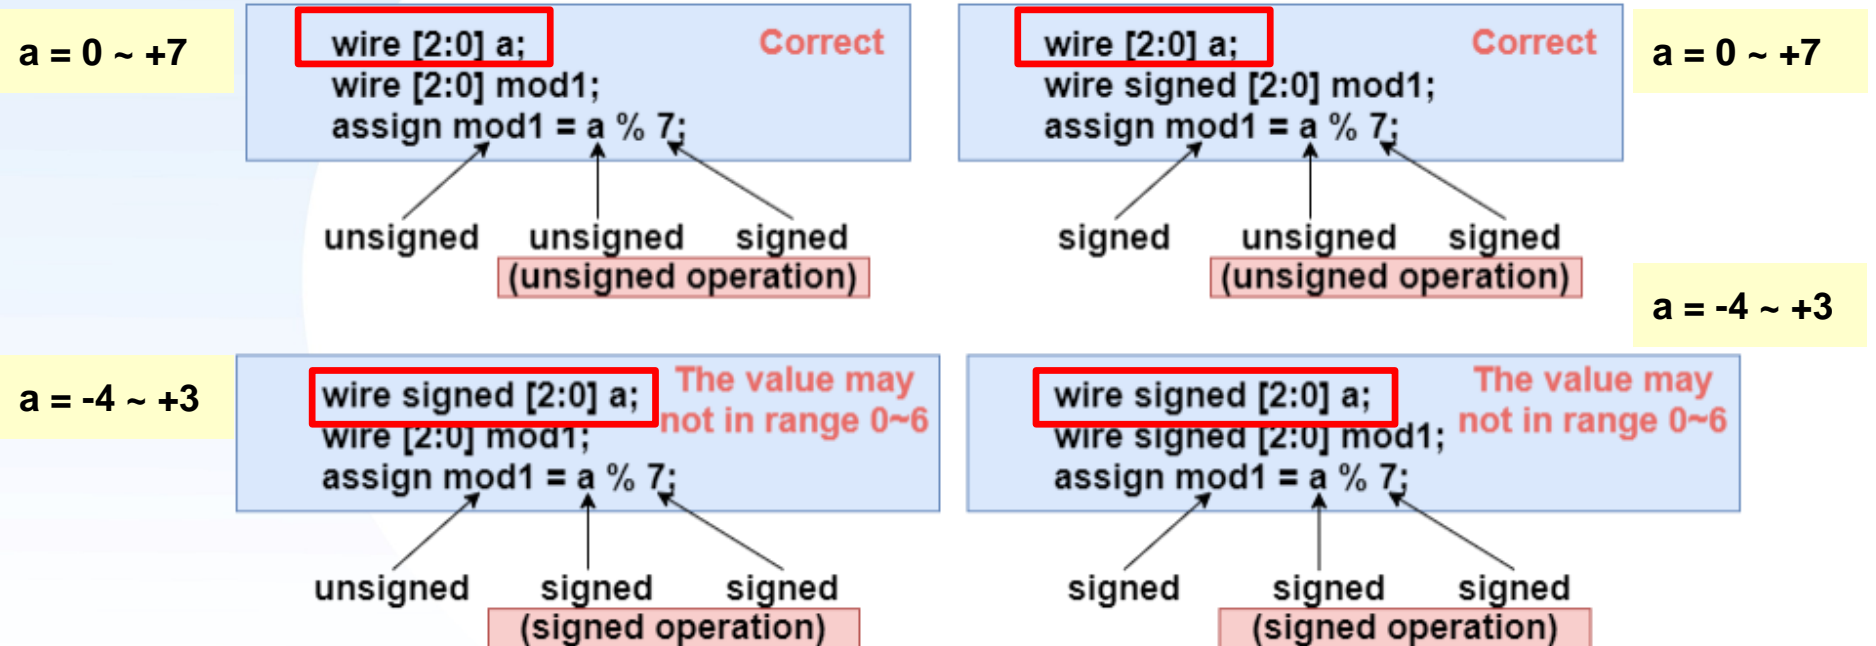 a = 0 ~ +7
wire [2:0] a;
Correct
wire [2:0] mod1;
assign mod1 = a % 7;
unsigned unsigned signed
(unsigned operation)
wire [2:0] a;
Correct
wire signed [2:0] mod1;
assign mod1 = a % 7;
signed unsigned signed
(unsigned operation)
a = 0 ~ +7
a = -4 ~ +3
a = -4 ~ +3
wire signed [2:0] a;
The value may
not in range 0~6
wire [2:0] mod1;
assign mod1 = a % 7;
unsigned signed signed
(signed operation)
wire signed [2:0] a;
The value may
not in range 0~6
wire signed [2:0] mod1;
assign mod1 = a % 7;
signed signed signed
(signed operation)